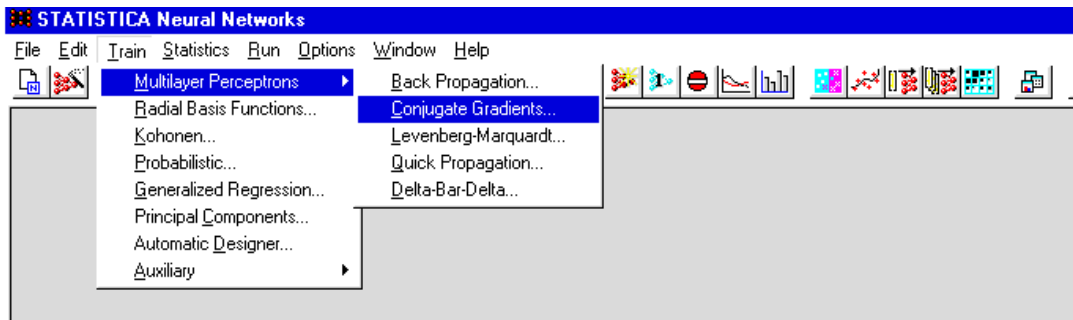 STATISTICA Neural Networks
File Edit Train Statistics Run Options Window Help
Multilayer Perceptrons
Radial Basis Functions...
Kohonen...
Probabilistic...
Generalized Regression...
Principal Components...
Automatic Designer...
Auxiliary
Back Propagation...
Conjugate Gradients...
Levenberg-Marquardt...
Quick Propagation...
Delta-Bar-Delta...